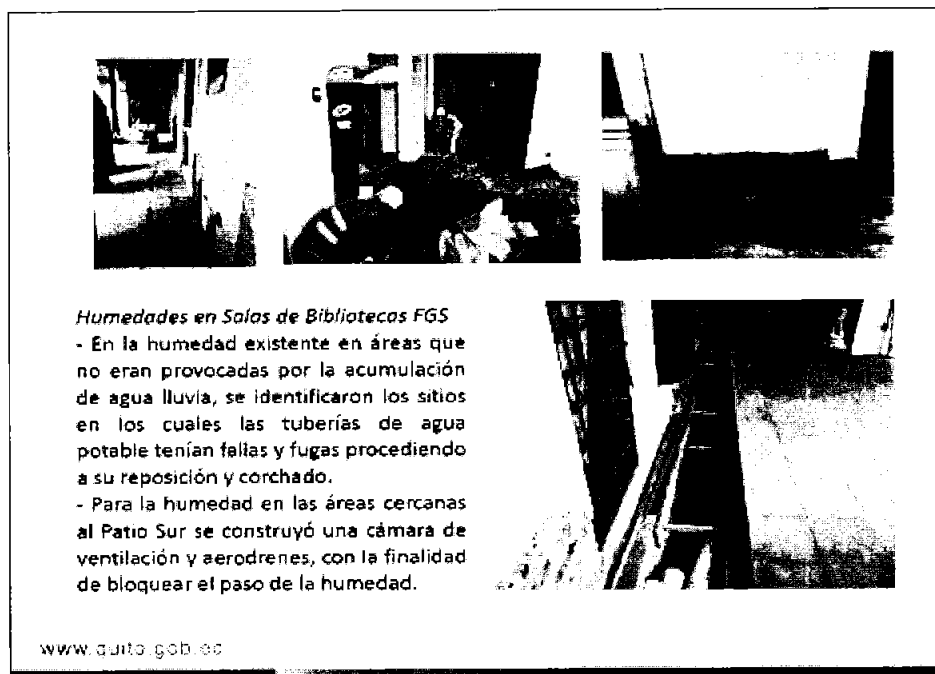 Humedades en Salas de Bibliotecas FGS
- En la humedad existente en áreas que
no eran provocadas por la acumulación
de agua lluvia, se identificaron los sitios
en los cuales las tuberías de agua
potable tenían fallas y fugas procediendo
a su reposición y corchado.
- Para la humedad en las áreas cercanas
al Patio Sur se construyó una cámara de
ventilación y aerodrenes, con la finalidad
de bloquear el paso de la humedad.
www.quito.gob.ec